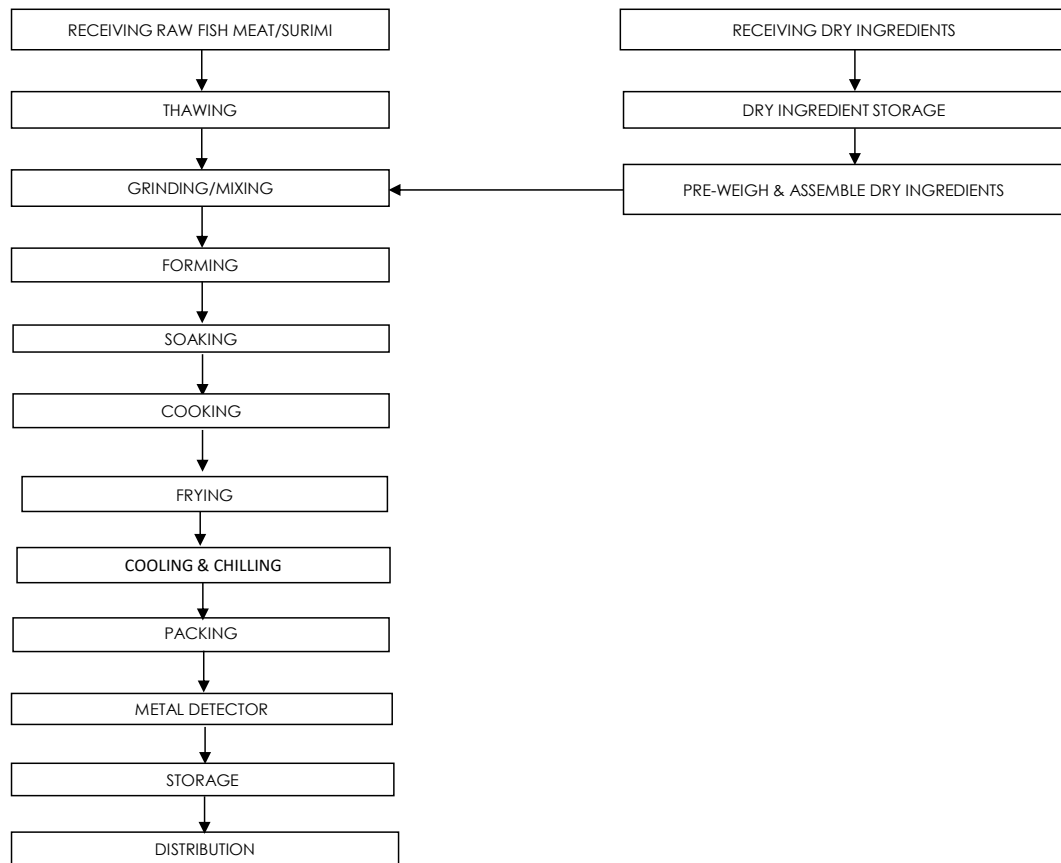 RECEIVING RAW FISH MEAT/SURIMI
THAWING
GRINDING/MIXING
FORMING
SOAKING
COOKING
FRYING
COOLING & CHILLING
PACKING
METAL DETECTOR
STORAGE
DISTRIBUTION
RECEIVING DRY INGREDIENTS
DRY INGREDIENT STORAGE
PRE-WEIGH & ASSEMBLE DRY INGREDIENTS